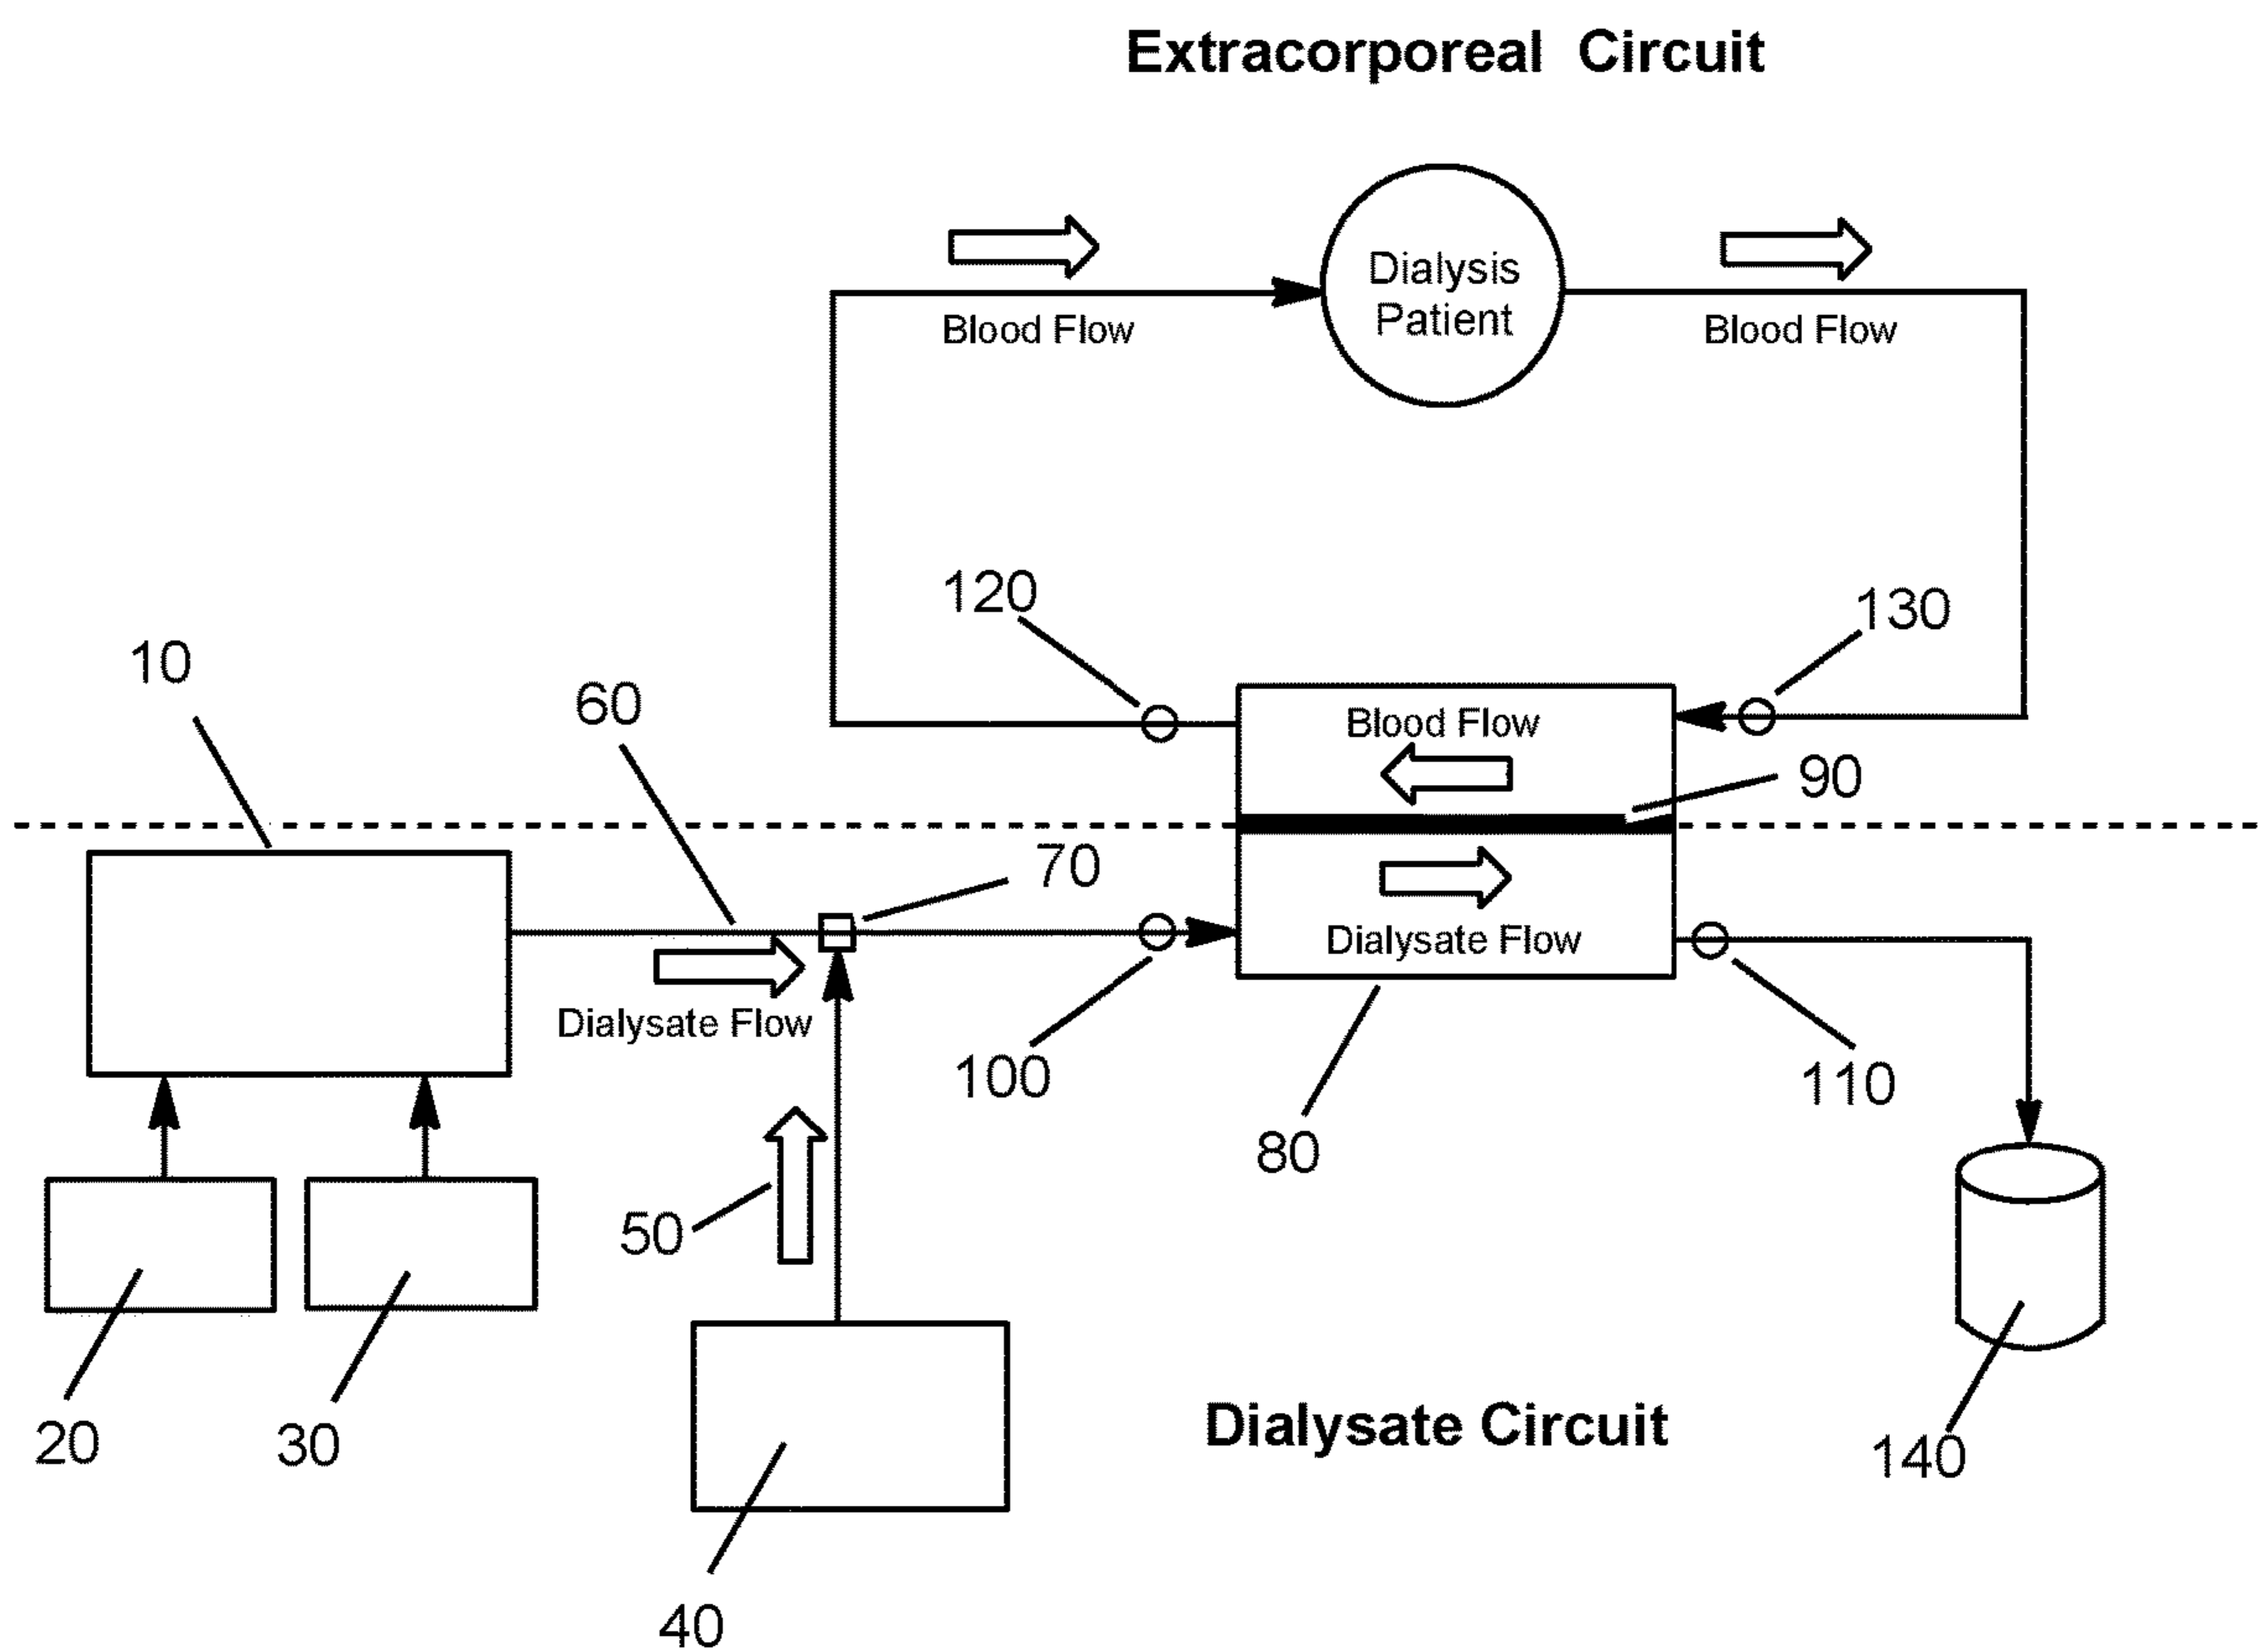 Extracorporeal Circuit
Dialysis
Patient
Blood Flow
Blood Flow
120
130
10
60
Blood Flow
90
70
Dialysate Flow
Dialysate Flow
100
110
80
50
20
30
Dialysate Circuit
140
40